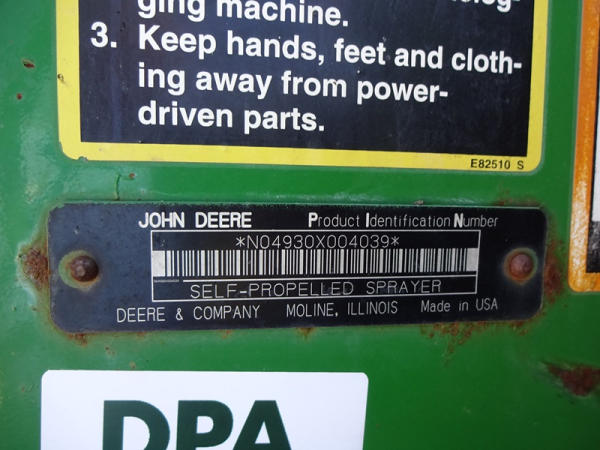 ging machine.
3. Keep hands, feet and cloth-
ing away from power-
driven parts.
E82510 S
JOHN DEERE Product Identification Number
*N04930X004039*
SELF-PROPELLED SPRAYER
DEERE & COMPANY MOLINE, ILLINOIS Made in USA
DPA